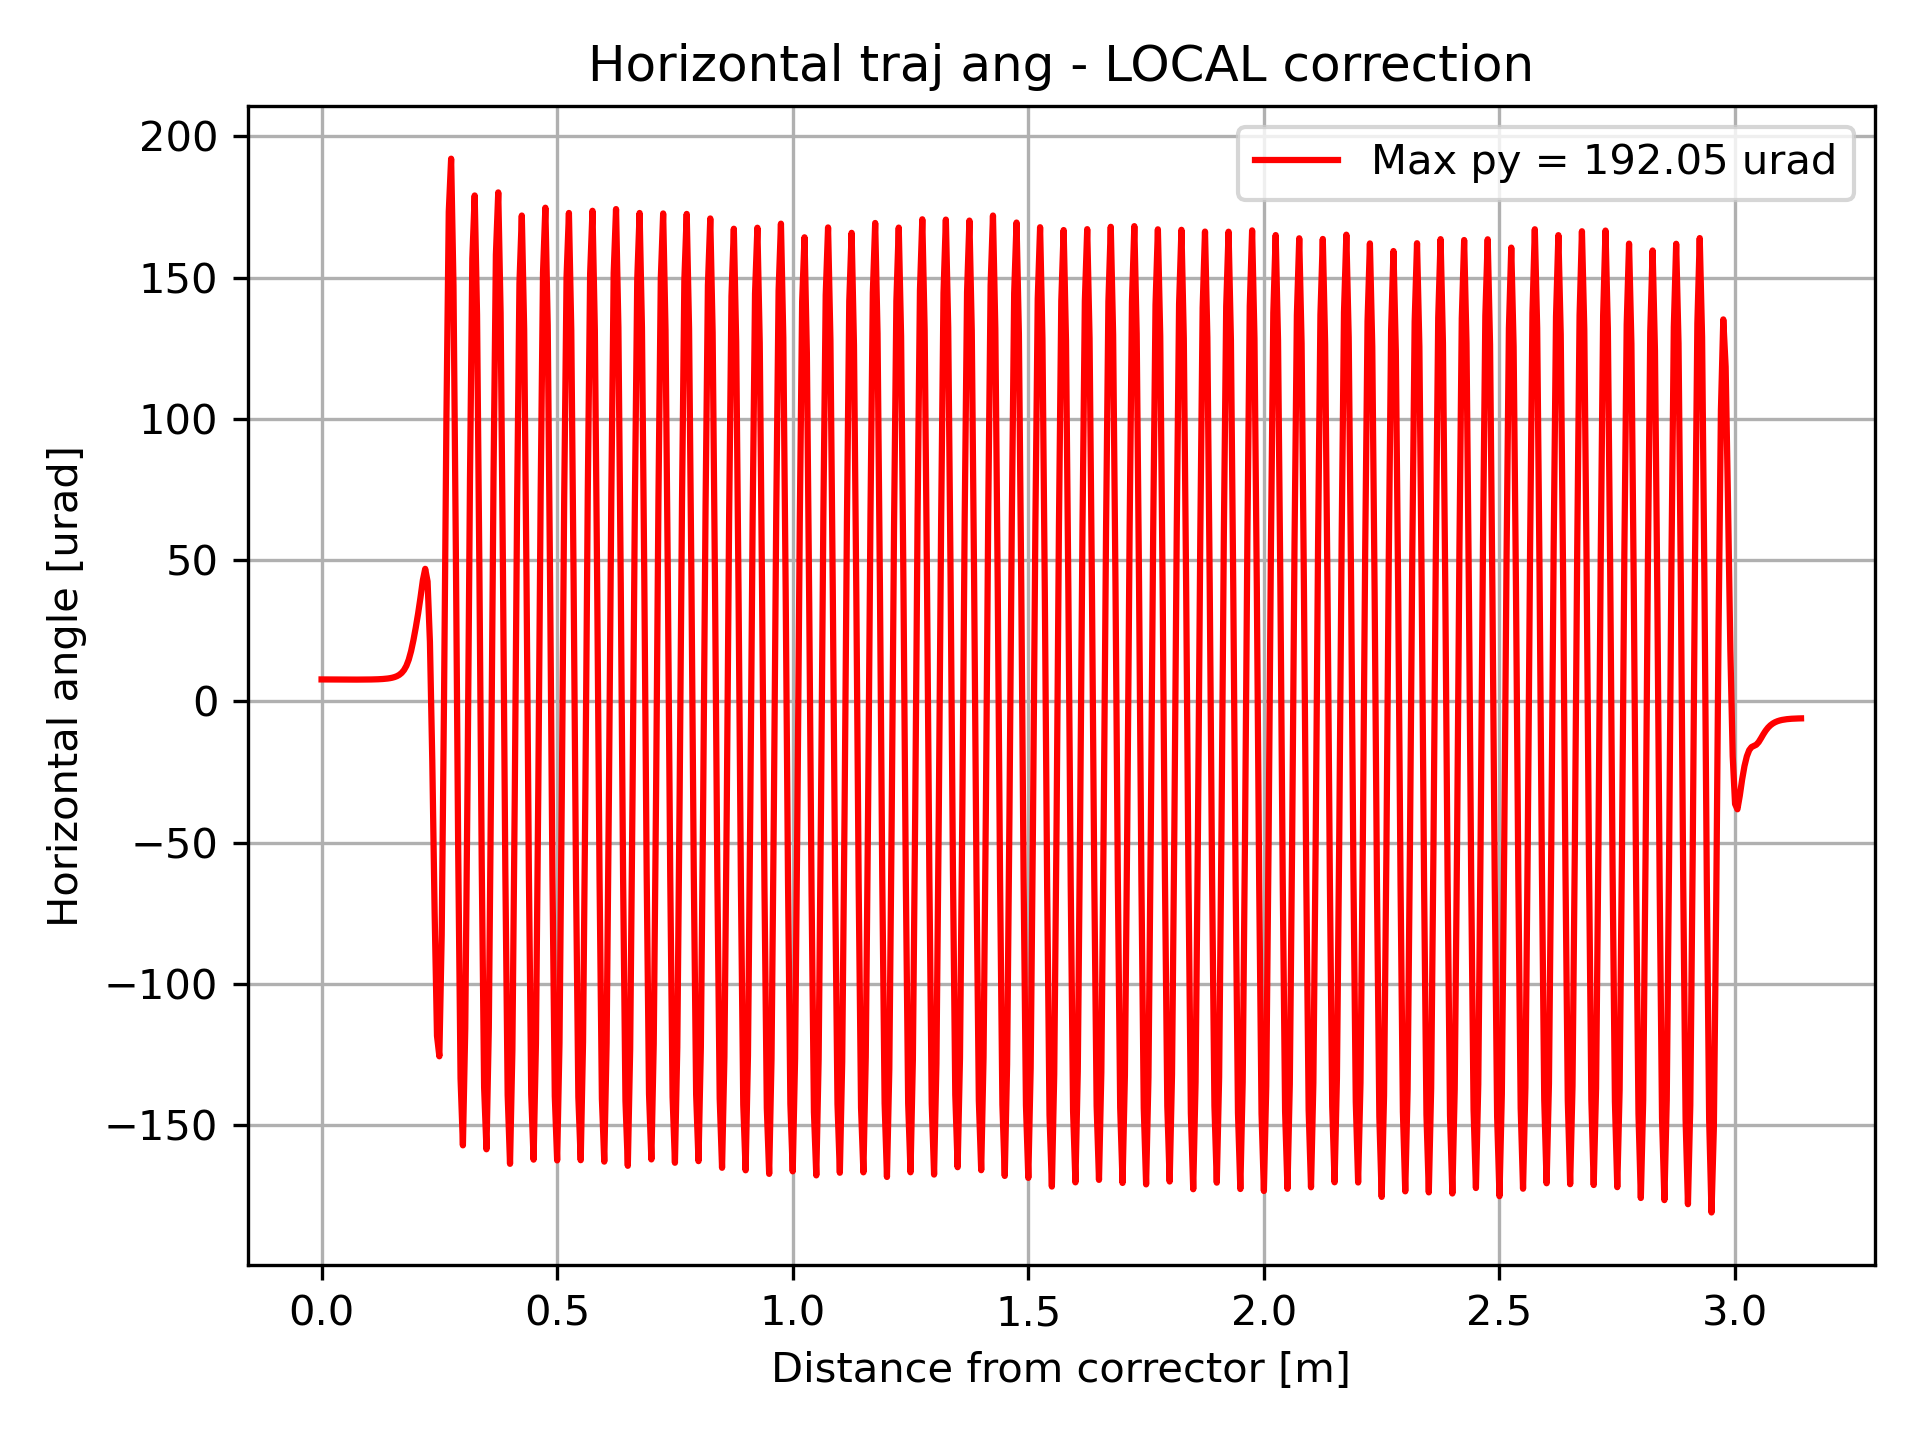 Horizontal traj ang - LOCAL correction
Max py = 192.05 urad
Horizontal angle [urad]
200
150
100
50
0
−50
−100
−150
0.0 0.5 1.0 1.5 2.0 2.5 3.0
Distance from corrector [m]